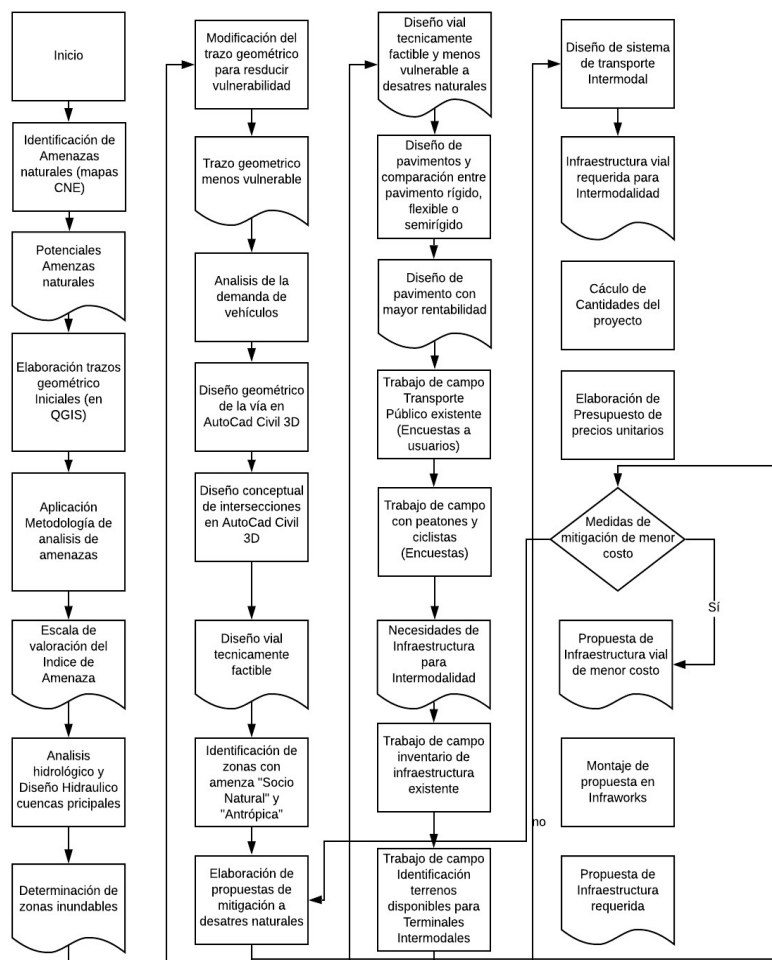 Inicio
Identificación de
Amenazas
naturales (mapas
CNE)
Potenciales
Amenzas
naturales
Elaboración trazos
geométrico
Iniciales (en
QGIS)
Aplicación
Metodología de
analisis de
amenazas
Escala de
valoración del
Indice de
Amenaza
Analisis
hidrológico y
Diseño Hidraulico
cuencas pricipales
Determinación de
zonas inundables
Modificación del
trazo geométrico
para resducir
vulnerabilidad
Trazo geometrico
menos vulnerable
Analisis de la
demanda de
vehículos
Diseño geométrico
de la vía en
AutoCad Civil 3D
Diseño conceptual
de intersecciones
en AutoCad Civil
3D
Diseño vial
tecnicamente
factible
Identificación de
zonas con
amenza "Socio
Natural" y
"Antrópica"
Elaboración de
propuestas de
mitigación a
desatres naturales
Diseño vial
tecnicamente
factible y menos
vulnerable a
desatres naturales
Diseño de
pavimentos y
comparación entre
pavimento rígido,
flexible o
semirígido
Diseño de
pavimento con
mayor rentabilidad
Trabajo de campo
Transporte
Público existente
(Encuestas a
usuarios)
Trabajo de campo
con peatones y
ciclistas
(Encuestas)
Necesidades de
Infraestructura
para
Intermodalidad
Trabajo de campo
inventario de
infraestructura
existente
Trabajo de campo
Identificación
terrenos
disponibles para
Terminales
Intermodales
Diseño de sistema
de transporte
Intermodal
Infraestructura vial
requerida para
Intermodalidad
Cáculo de
Cantidades del
proyecto
Elaboración de
Presupuesto de
precios unitarios
Medidas de
mitigación de menor
costo
Sí
no
Propuesta de
Infraestructura vial
de menor costo
Montaje de
propuesta en
Infraworks
Propuesta de
Infraestructura
requerida